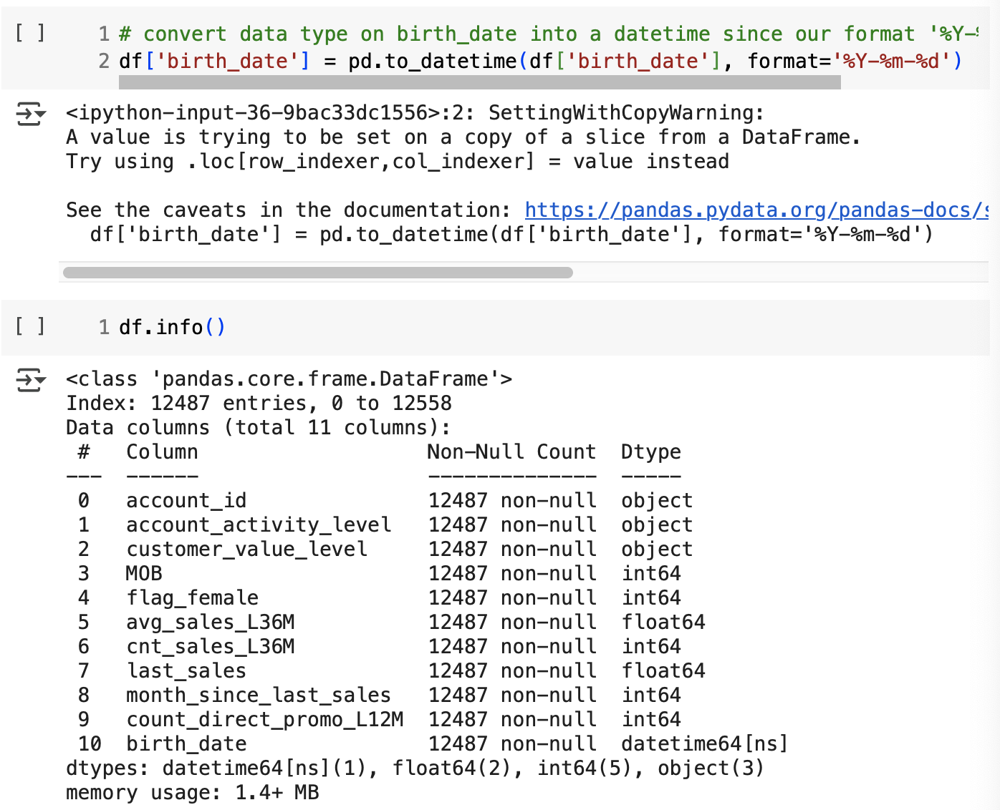 [ ] 1 # convert data type on birth_date into a datetime since our format '%Y-
2 df['birth_date'] = pd.to_datetime(df['birth_date'], format='%Y-%m-%d')
<ipython-input-36-9bac33dc1556>:2: SettingWithCopyWarning:
A value is trying to be set on a copy of a slice from a DataFrame.
Try using .loc[row_indexer,col_indexer] = value instead
See the caveats in the documentation: https://pandas.pydata.org/pandas-docs/s
df['birth_date'] = pd.to_datetime(df['birth_date'], format='%Y-%m-%d')
[ ] 1 df.info()
<class 'pandas.core.frame.DataFrame'>
Index: 12487 entries, 0 to 12558
Data columns (total 11 columns):
# Column Non-Null Count Dtype
--- ------ -------------- -----
0 account_id 12487 non-null object
1 account_activity_level 12487 non-null object
2 customer_value_level 12487 non-null object
3 MOB 12487 non-null int64
4 flag_female 12487 non-null int64
5 avg_sales_L36M 12487 non-null float64
6 cnt_sales_L36M 12487 non-null int64
7 last_sales 12487 non-null float64
8 month_since_last_sales 12487 non-null int64
9 count_direct_promo_L12M 12487 non-null int64
10 birth_date 12487 non-null datetime64[ns]
dtypes: datetime64[ns](1), float64(2), int64(5), object(3)
memory usage: 1.4+ MB